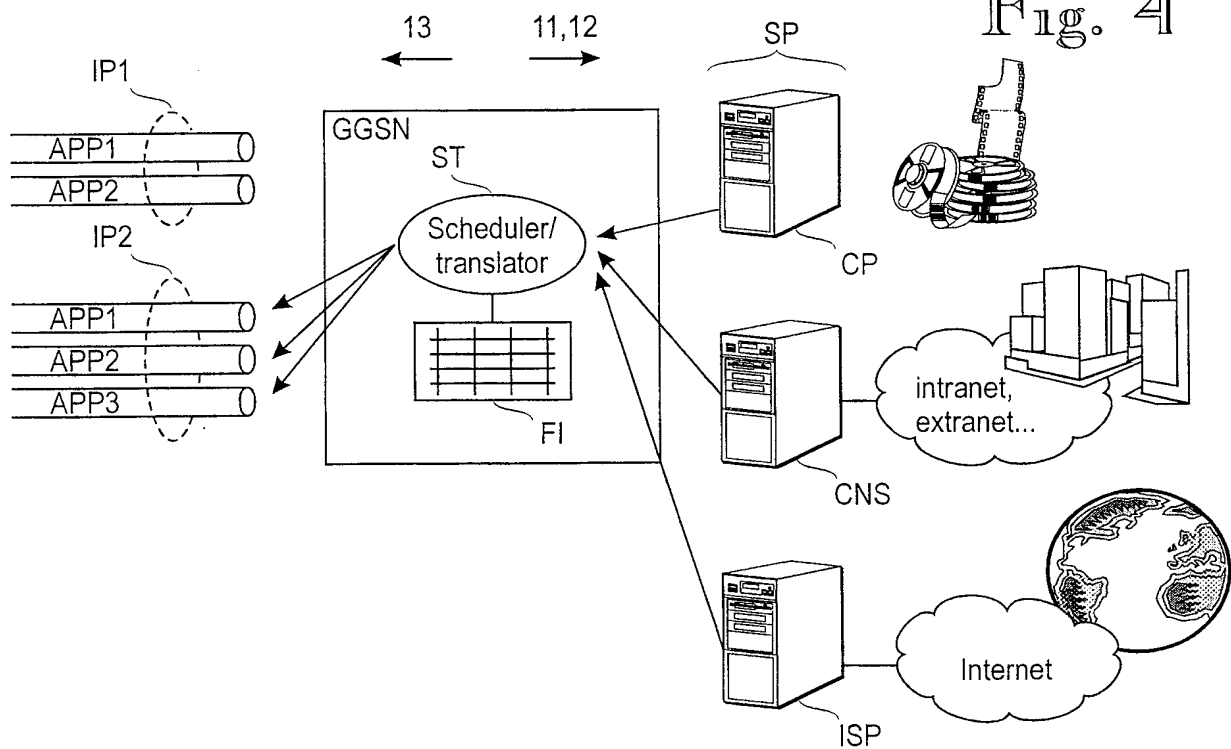 Fig. 4
13
11,12
SP
IP1
GGSN
APP1
ST
APP2
Scheduler/
translator
CP
IP2
APP1
APP2
APP3
intranet,
extranet...
FI
CNS
Internet
ISP